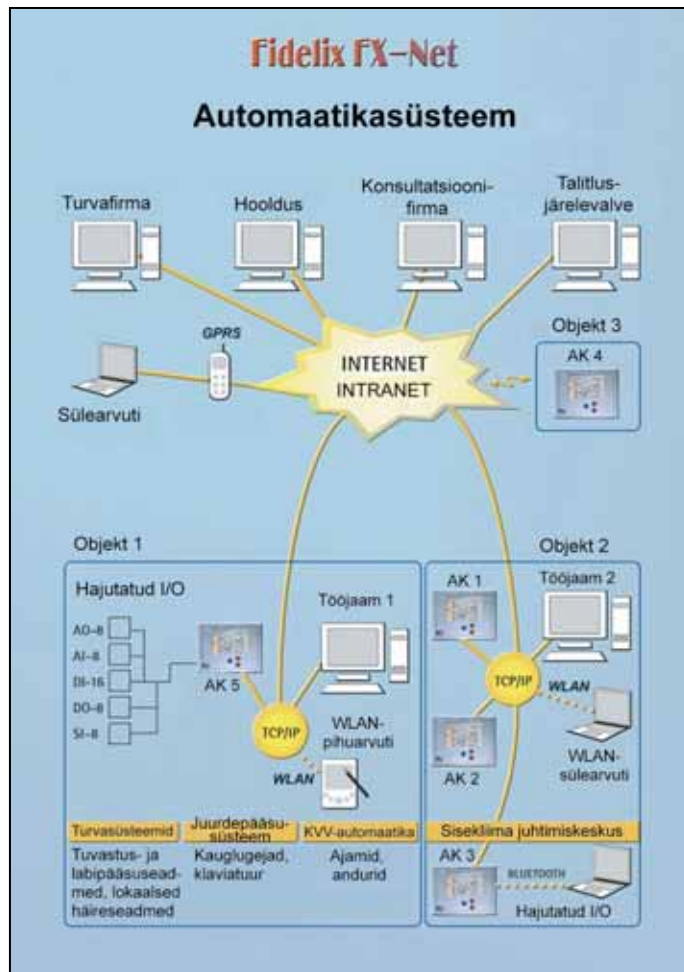 Fidelix FX-Net
Automaatikasüsteem
Turvafirma
Hooldus
Konsultatsiooni-
firma
Talitlus-
järelevalve
GPRS
Sülearvuti
INTERNET
INTRANET
Objekt 3
AK 4
Objekt 1
Hajutatud I/O
AO-8
AI-8
DI-16
DO-8
SI-8
AK 5
Tööjaam 1
TCP/IP
WLAN-
pihuarvuti
WLAN
Turvasüsteemid
Juurdepääsu-
süsteem
KVV-automaatika
Tuvastus- ja
labipääsusead-
med, lokaalsed
häireseadmed
Kauglugejad,
klaviatuur
Ajamid,
andurid
Objekt 2
AK 1
Tööjaam 2
TCP/IP
WLAN
AK 2
WLAN-
sülearvuti
Sisekliima juhtimiskeskus
AK 3
BLUETOOTH
Hajutatud I/O